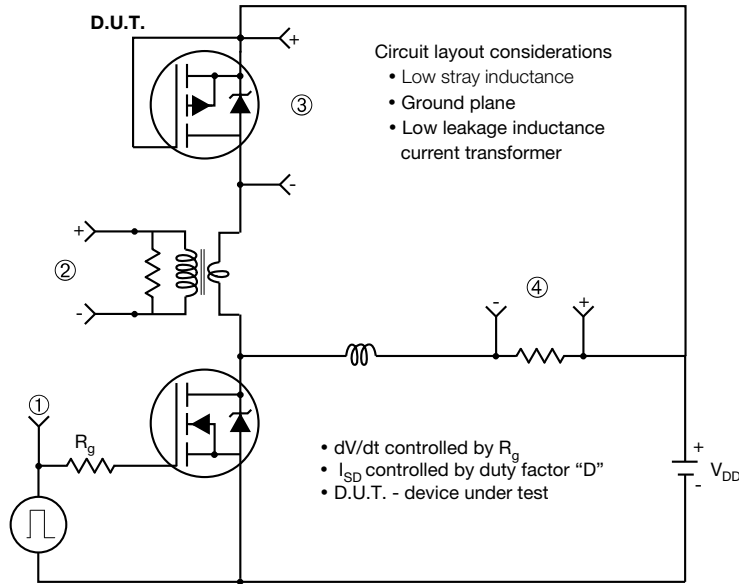 D.U.T.
+
③
-
Circuit layout considerations
• Low stray inductance
• Ground plane
• Low leakage inductance
current transformer
+
②
-
-
④
+
①
Rg
• dV/dt controlled by Rg
• ISD controlled by duty factor “D”
• D.U.T. - device under test
+
VDD
-